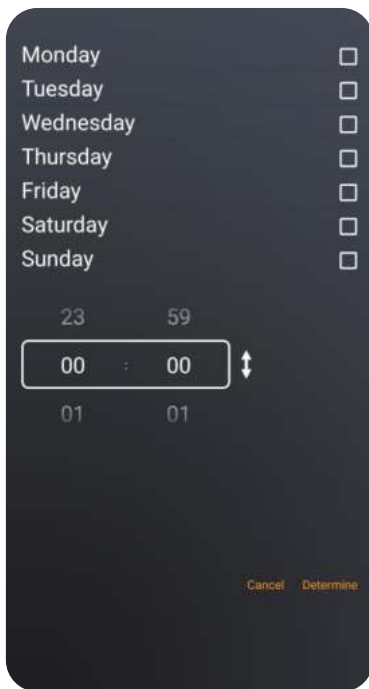 Monday
Tuesday
Wednesday
Thursday
Friday
Saturday
Sunday
23 59
00 : 00
01 01
Cancel Determine